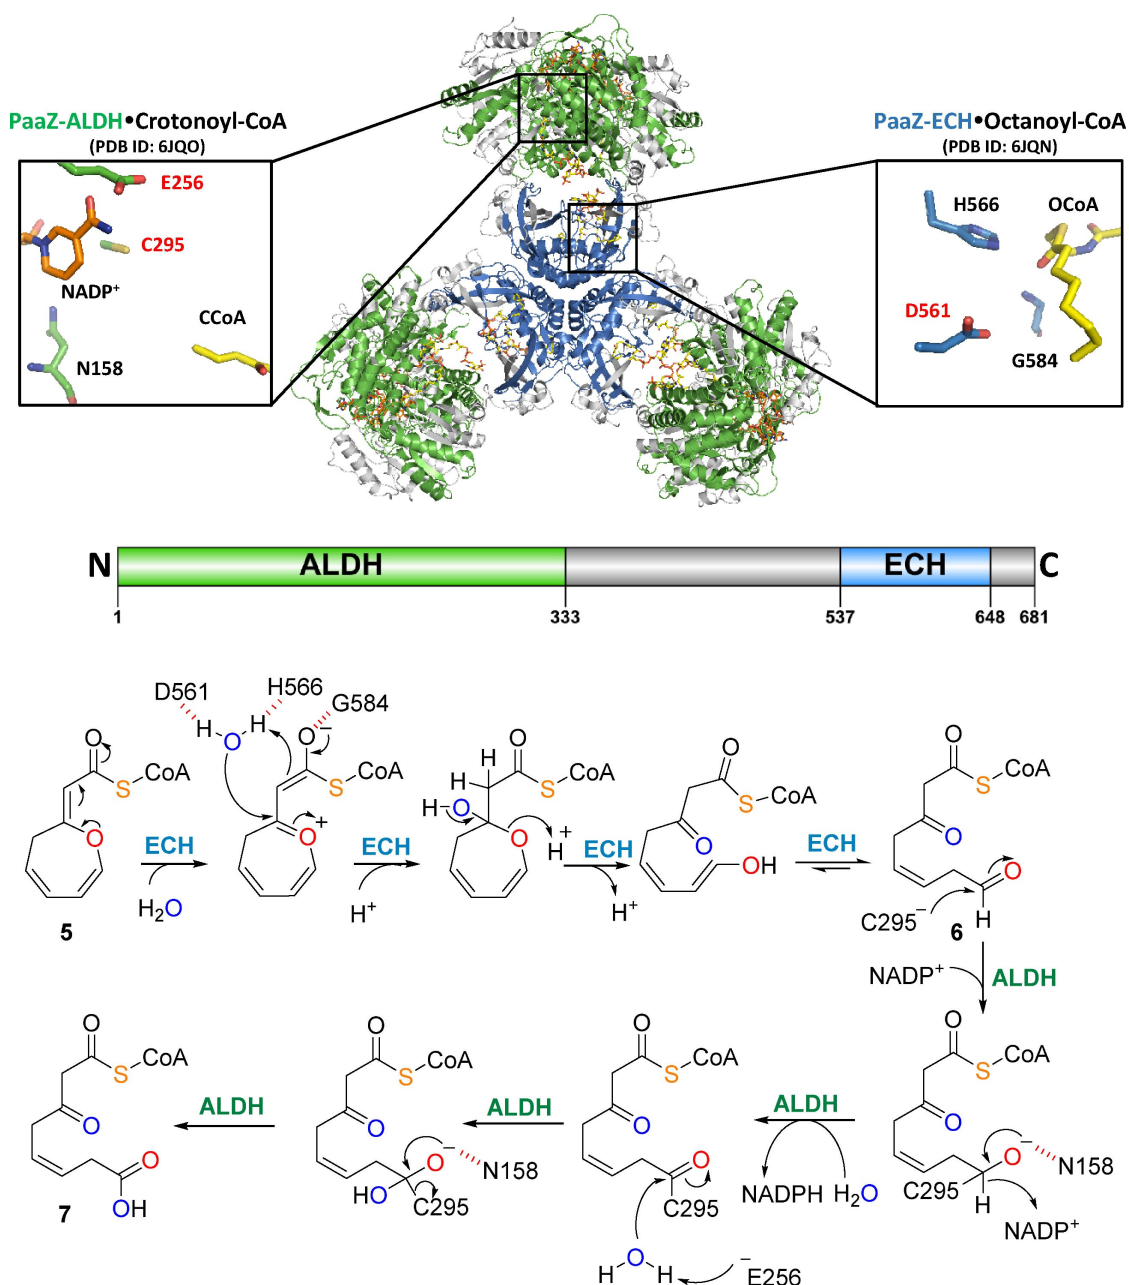 PaaZ-ALDH•Crotonoyl-CoA
(PDB ID: 6JQO)
E256
C295
NADP+
N158
CCoA
PaaZ-ECH•Octanoyl-CoA
(PDB ID: 6JQN)
H566
OCoA
D561
G584
N
ALDH
ECH
C
1
333
537
648
681
D561
H566
G584
H
H
O
O
S
CoA
O
5
ECH
H2O
O−
S
CoA
O+
ECH
H+
H
H
O
S
CoA
H
O
O
H+
ECH
H+
O
S
CoA
O
OH
ECH
O
S
CoA
O
O
H
C295−
6
NADP+
ALDH
O
S
CoA
O
O−
N158
C295
H
NADP+
ALDH
NADPH
H2O
O
S
CoA
O
O
C295
H
O
H
−E256
ALDH
O
S
CoA
O
O−
N158
HO
C295
ALDH
O
S
CoA
O
O
OH
7